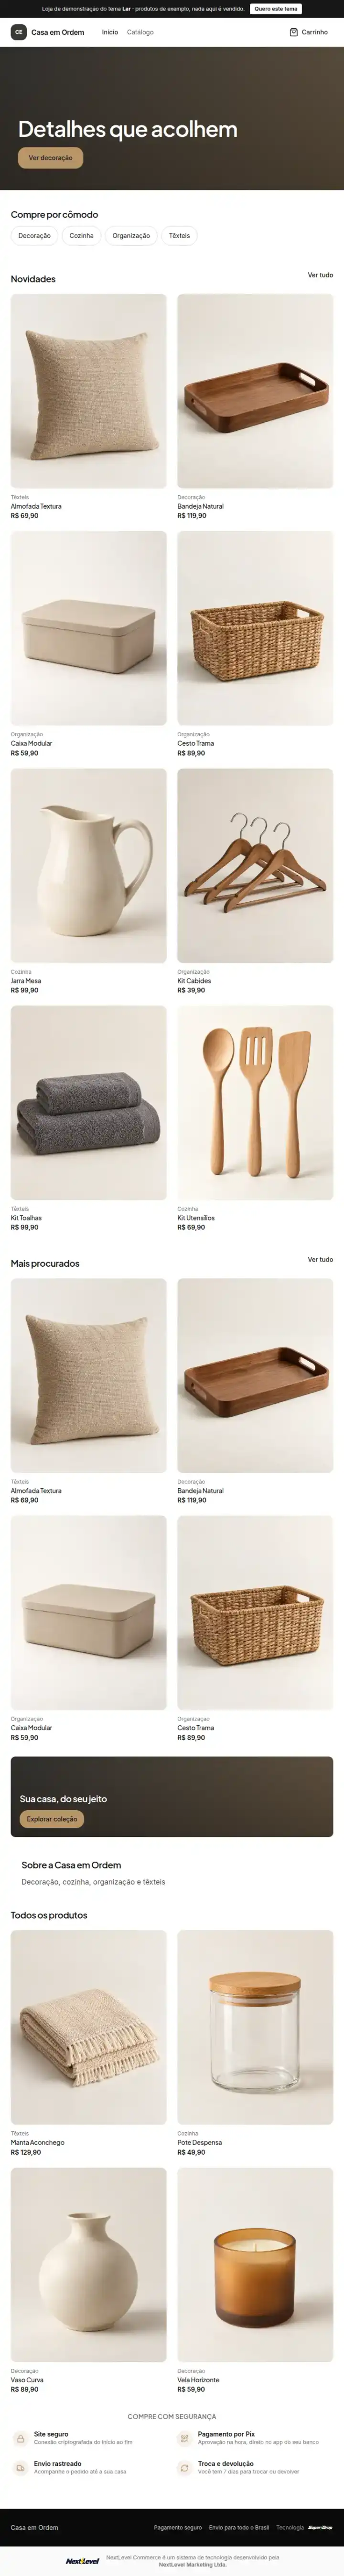 Loja de demonstração do tema Lar · produtos de exemplo, nada aqui é vendido. Quero este tema
CE Casa em Ordem Início Catálogo Carrinho
Detalhes que acolhem
Ver decoração
Compre por cômodo
Decoração Cozinha Organização Têxteis
Novidades Ver tudo
Têxteis
Almofada Textura
R$ 69,90
Decoração
Bandeja Natural
R$ 119,90
Organização
Caixa Modular
R$ 59,90
Organização
Cesto Trama
R$ 89,90
Cozinha
Jarra Mesa
R$ 99,90
Organização
Kit Cabides
R$ 39,90
Têxteis
Kit Toalhas
R$ 99,90
Cozinha
Kit Utensílios
R$ 69,90
Mais procurados Ver tudo
Têxteis
Almofada Textura
R$ 69,90
Decoração
Bandeja Natural
R$ 119,90
Organização
Caixa Modular
R$ 59,90
Organização
Cesto Trama
R$ 89,90
Sua casa, do seu jeito
Explorar coleção
Sobre a Casa em Ordem
Decoração, cozinha, organização e têxteis
Todos os produtos
Têxteis
Manta Aconchego
R$ 129,90
Cozinha
Pote Despensa
R$ 49,90
Decoração
Vaso Curva
R$ 89,90
Decoração
Vela Horizonte
R$ 59,90
COMPRE COM SEGURANÇA
Site seguro
Conexão criptografada do início ao fim
Pagamento por Pix
Aprovação na hora, direto no app do seu banco
Envio rastreado
Acompanhe o pedido até a sua casa
Troca e devolução
Você tem 7 dias para trocar ou devolver
Casa em Ordem Pagamento seguro Envio para todo o Brasil Tecnologia SuperDrop
NextLevel NextLevel Commerce é um sistema de tecnologia desenvolvido pela
NextLevel Marketing Ltda.